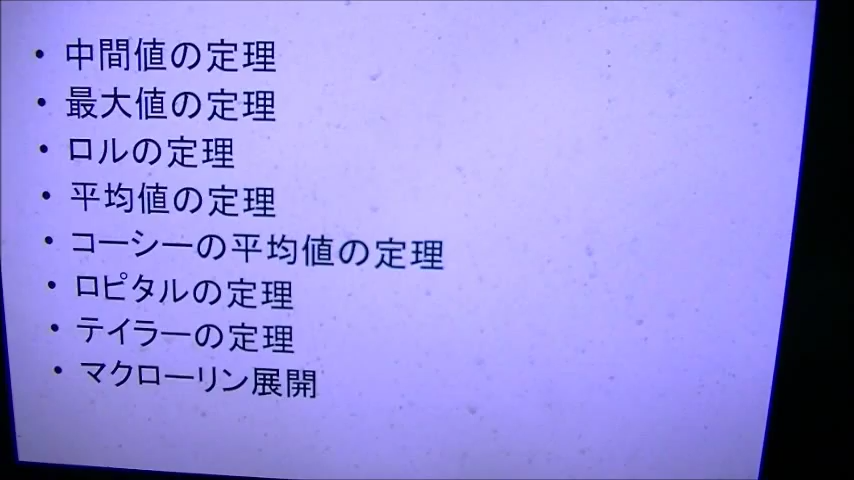 ・中間値の定理
・最大値の定理
・ロルの定理
・平均値の定理
・コーシーの平均値の定理
・ロピタルの定理
・テイラーの定理
・マクローリン展開